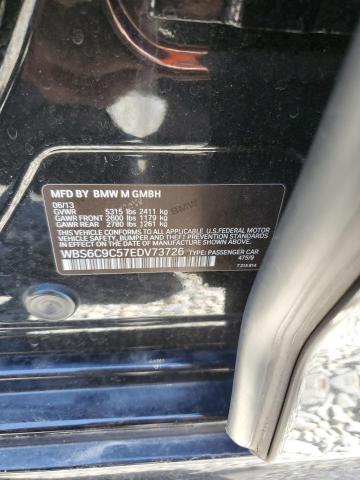 MFD BY BMW M GMBH
06/13
GVWR 5315 lbs 2411 kg
GAWR FRONT 2600 lbs 1179 kg
GAWR REAR 2780 lbs 1261 kg
THIS VEHICLE CONFORMS TO ALL APPLICABLE U.S. FEDERAL MOTOR
VEHICLE SAFETY, BUMPER, AND THEFT PREVENTION STANDARDS
IN EFFECT ON THE DATE OF MANUFACTURE SHOWN ABOVE.
WBS6C9C57EDV73726 TYPE: PASSENGER CAR
475/9